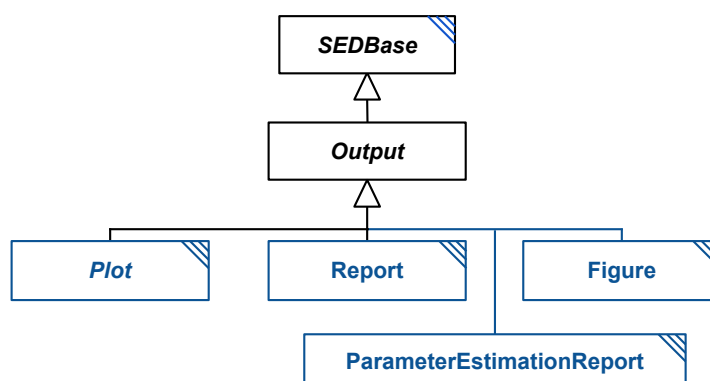 SEDBase
Output
Plot
Report
Figure
ParameterEstimationReport